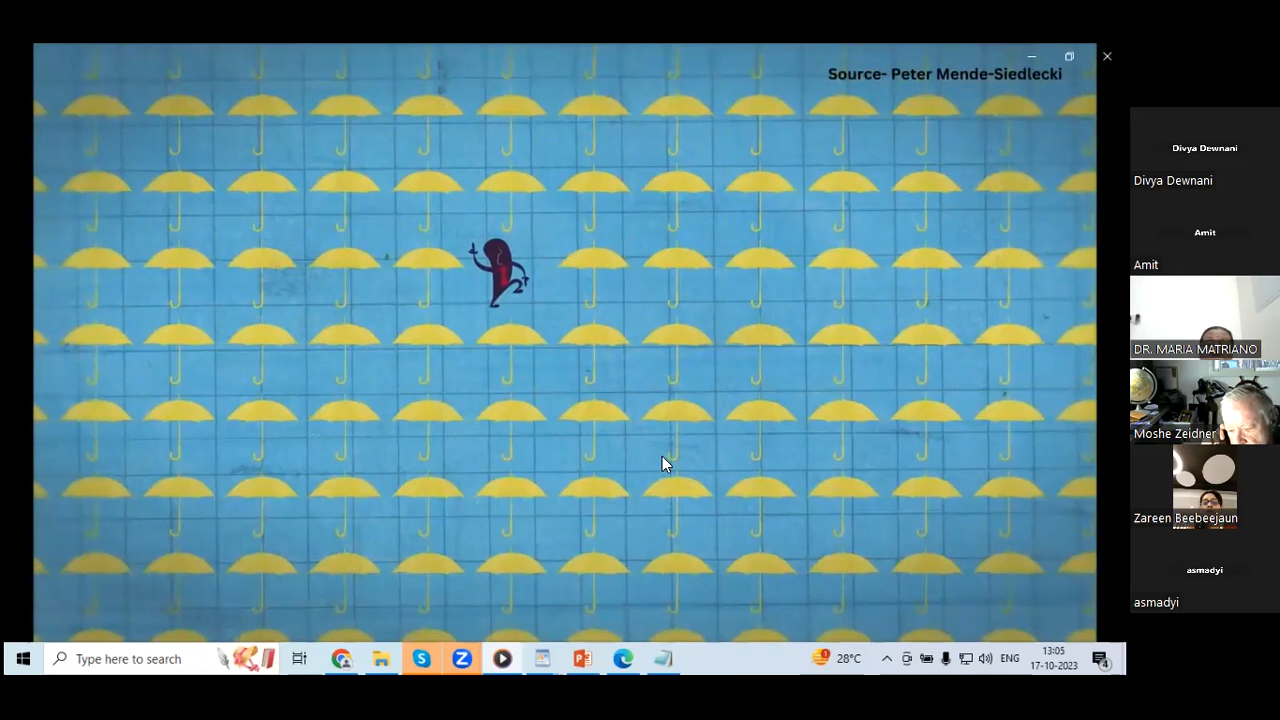 Source- Peter Mende-Siedlecki
Divya Dewnani
Divya Dewnani
Amit
Amit
DR. MARIA MATRIANO
Moshe Zeidner
Zareen Beebeejaun
asmadyi
asmadyi
Type here to search
28°C
ENG
13:05
17-10-2023
4